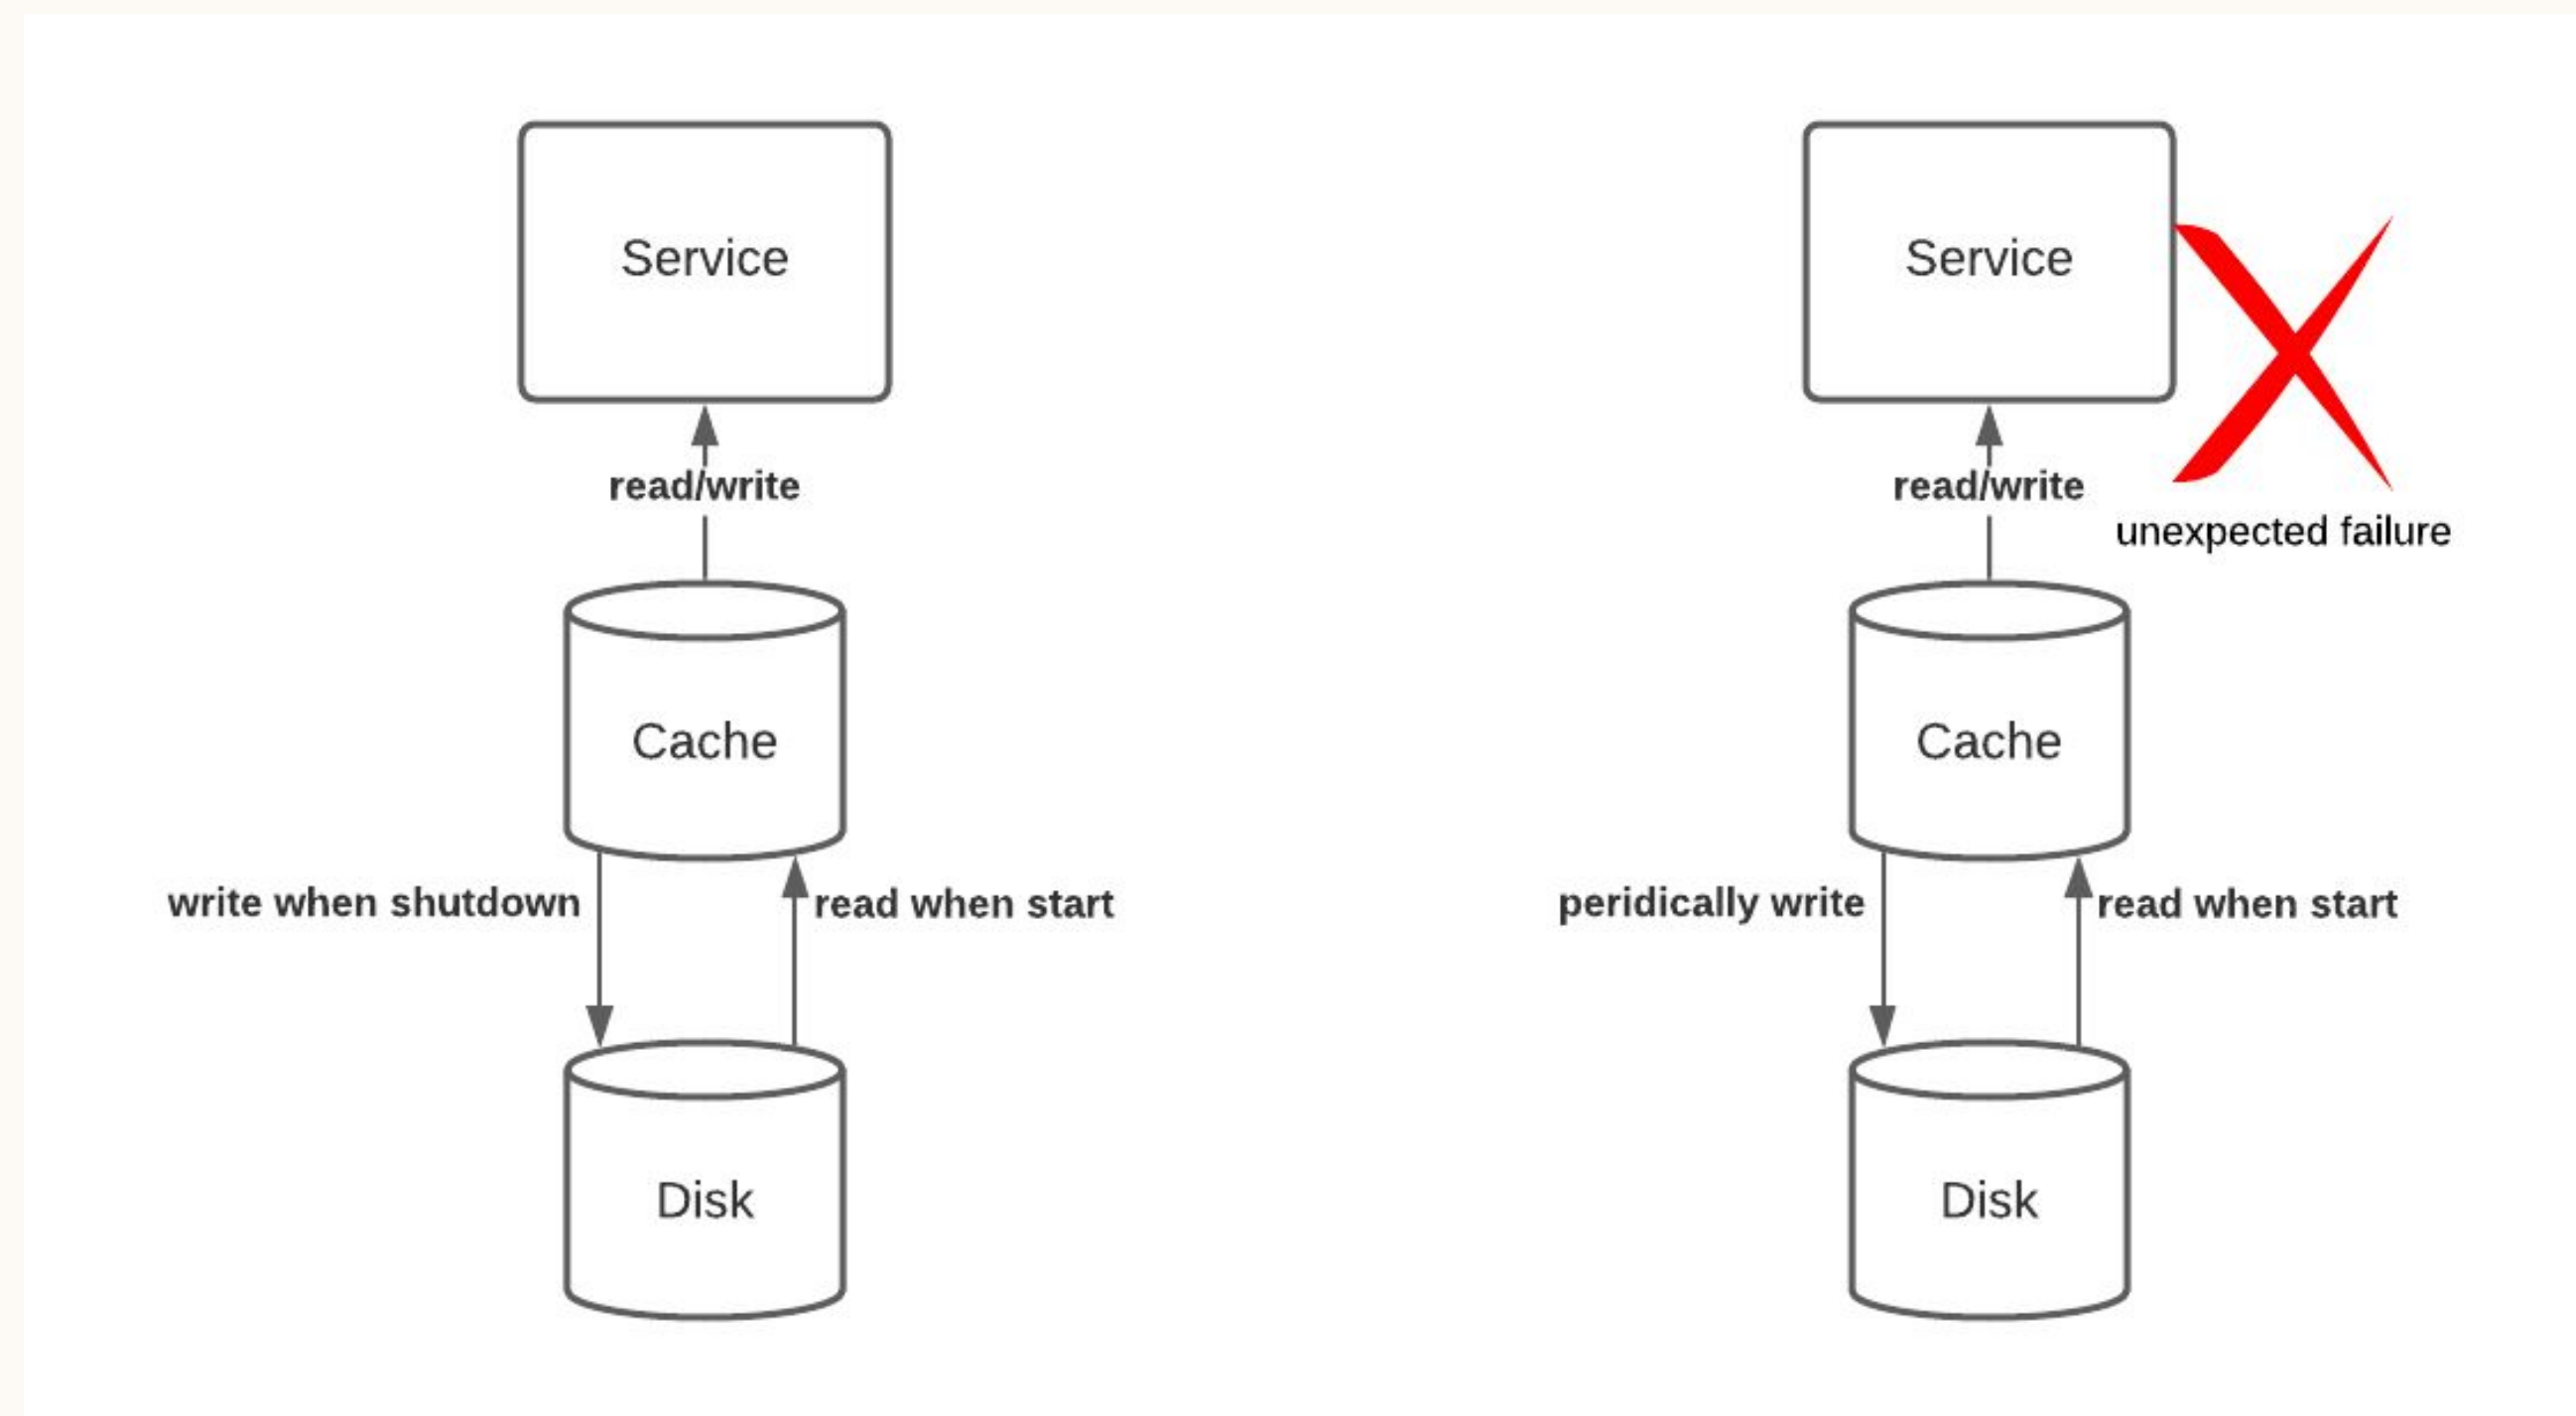 Service
read/write
Cache
write when shutdown
read when start
Disk
Service
read/write
unexpected failure
Cache
peridically write
read when start
Disk